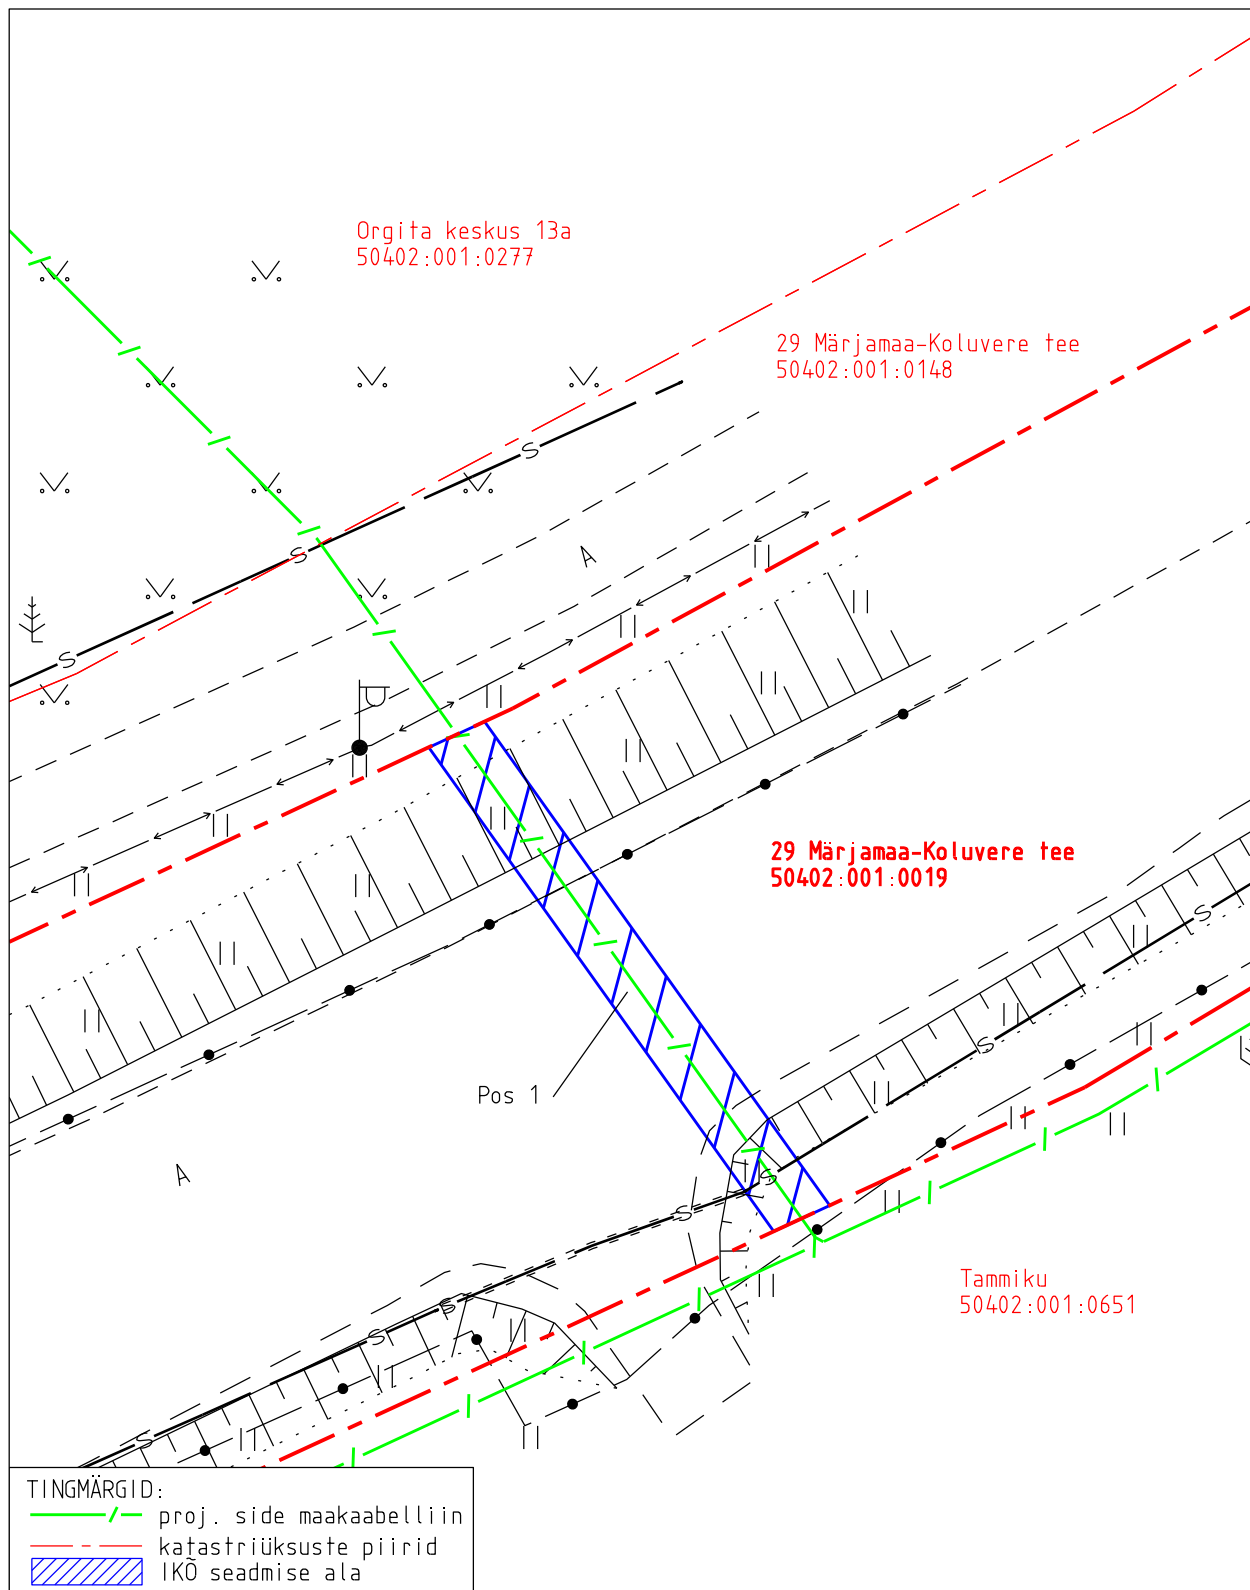 Orgita keskus 13a
50402:001:0277
29 Märjamaa-Koluvere tee
50402:001:0148
S
S
A
S
29 Märjamaa-Koluvere tee
50402:001:0019
S
S
Pos 1
A
S
S
Tammiku
50402:001:0651
S
S
S
TINGMÄRGID:
proj. side maakaabelliin
katastriüksuste piirid
IKÕ seadmise ala